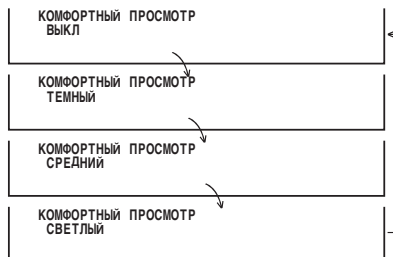 КОМФОРТНЫЙ ПРОСМОТР
ВЫКЛ
КОМФОРТНЫЙ ПРОСМОТР
ТЕМНЫЙ
КОМФОРТНЫЙ ПРОСМОТР
СРЕДНИЙ
КОМФОРТНЫЙ ПРОСМОТР
СВЕТЛЫЙ